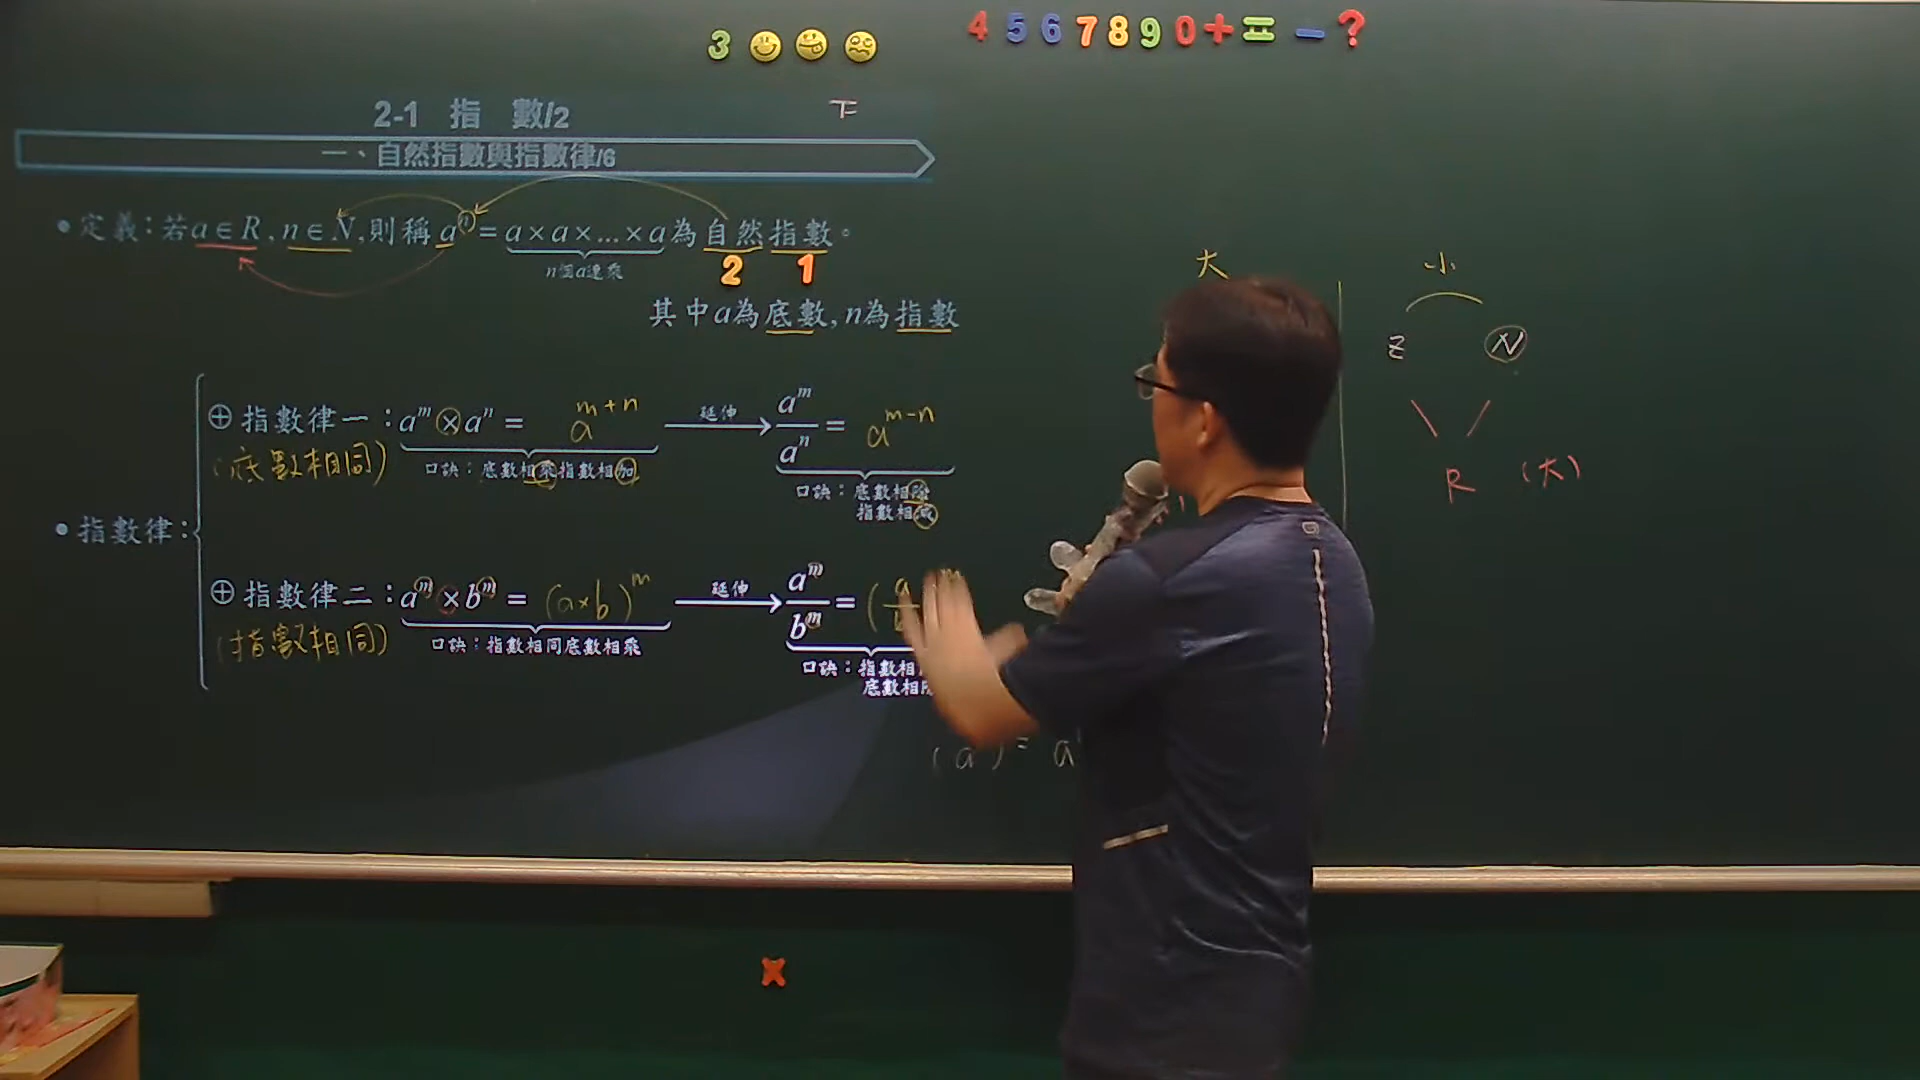 3
4 5 6 7 8 9 0 + = − ?
2-1 指 數/2
下
一、自然指數與指數律/6
• 定義：若a∈R, n∈N,則稱 aⁿ = a×a×...×a為自然指數。
n個a連乘
2 1
其中a為底數, n為指數
⊕ 指數律一：aᵐ×aⁿ = aᵐ⁺ⁿ 延伸 aᵐ/aⁿ = aᵐ⁻ⁿ
(底數相同) 口訣：底數相乘指數相加
口訣：底數相除
指數相減
• 指數律：
⊕ 指數律二：aᵐ×bᵐ = (a×b)ᵐ 延伸 aᵐ/bᵐ = (a
(指數相同) 口訣：指數相同底數相乘
口訣：指數相
底數相
(a) = a
大
小
Z N
R (大)
x